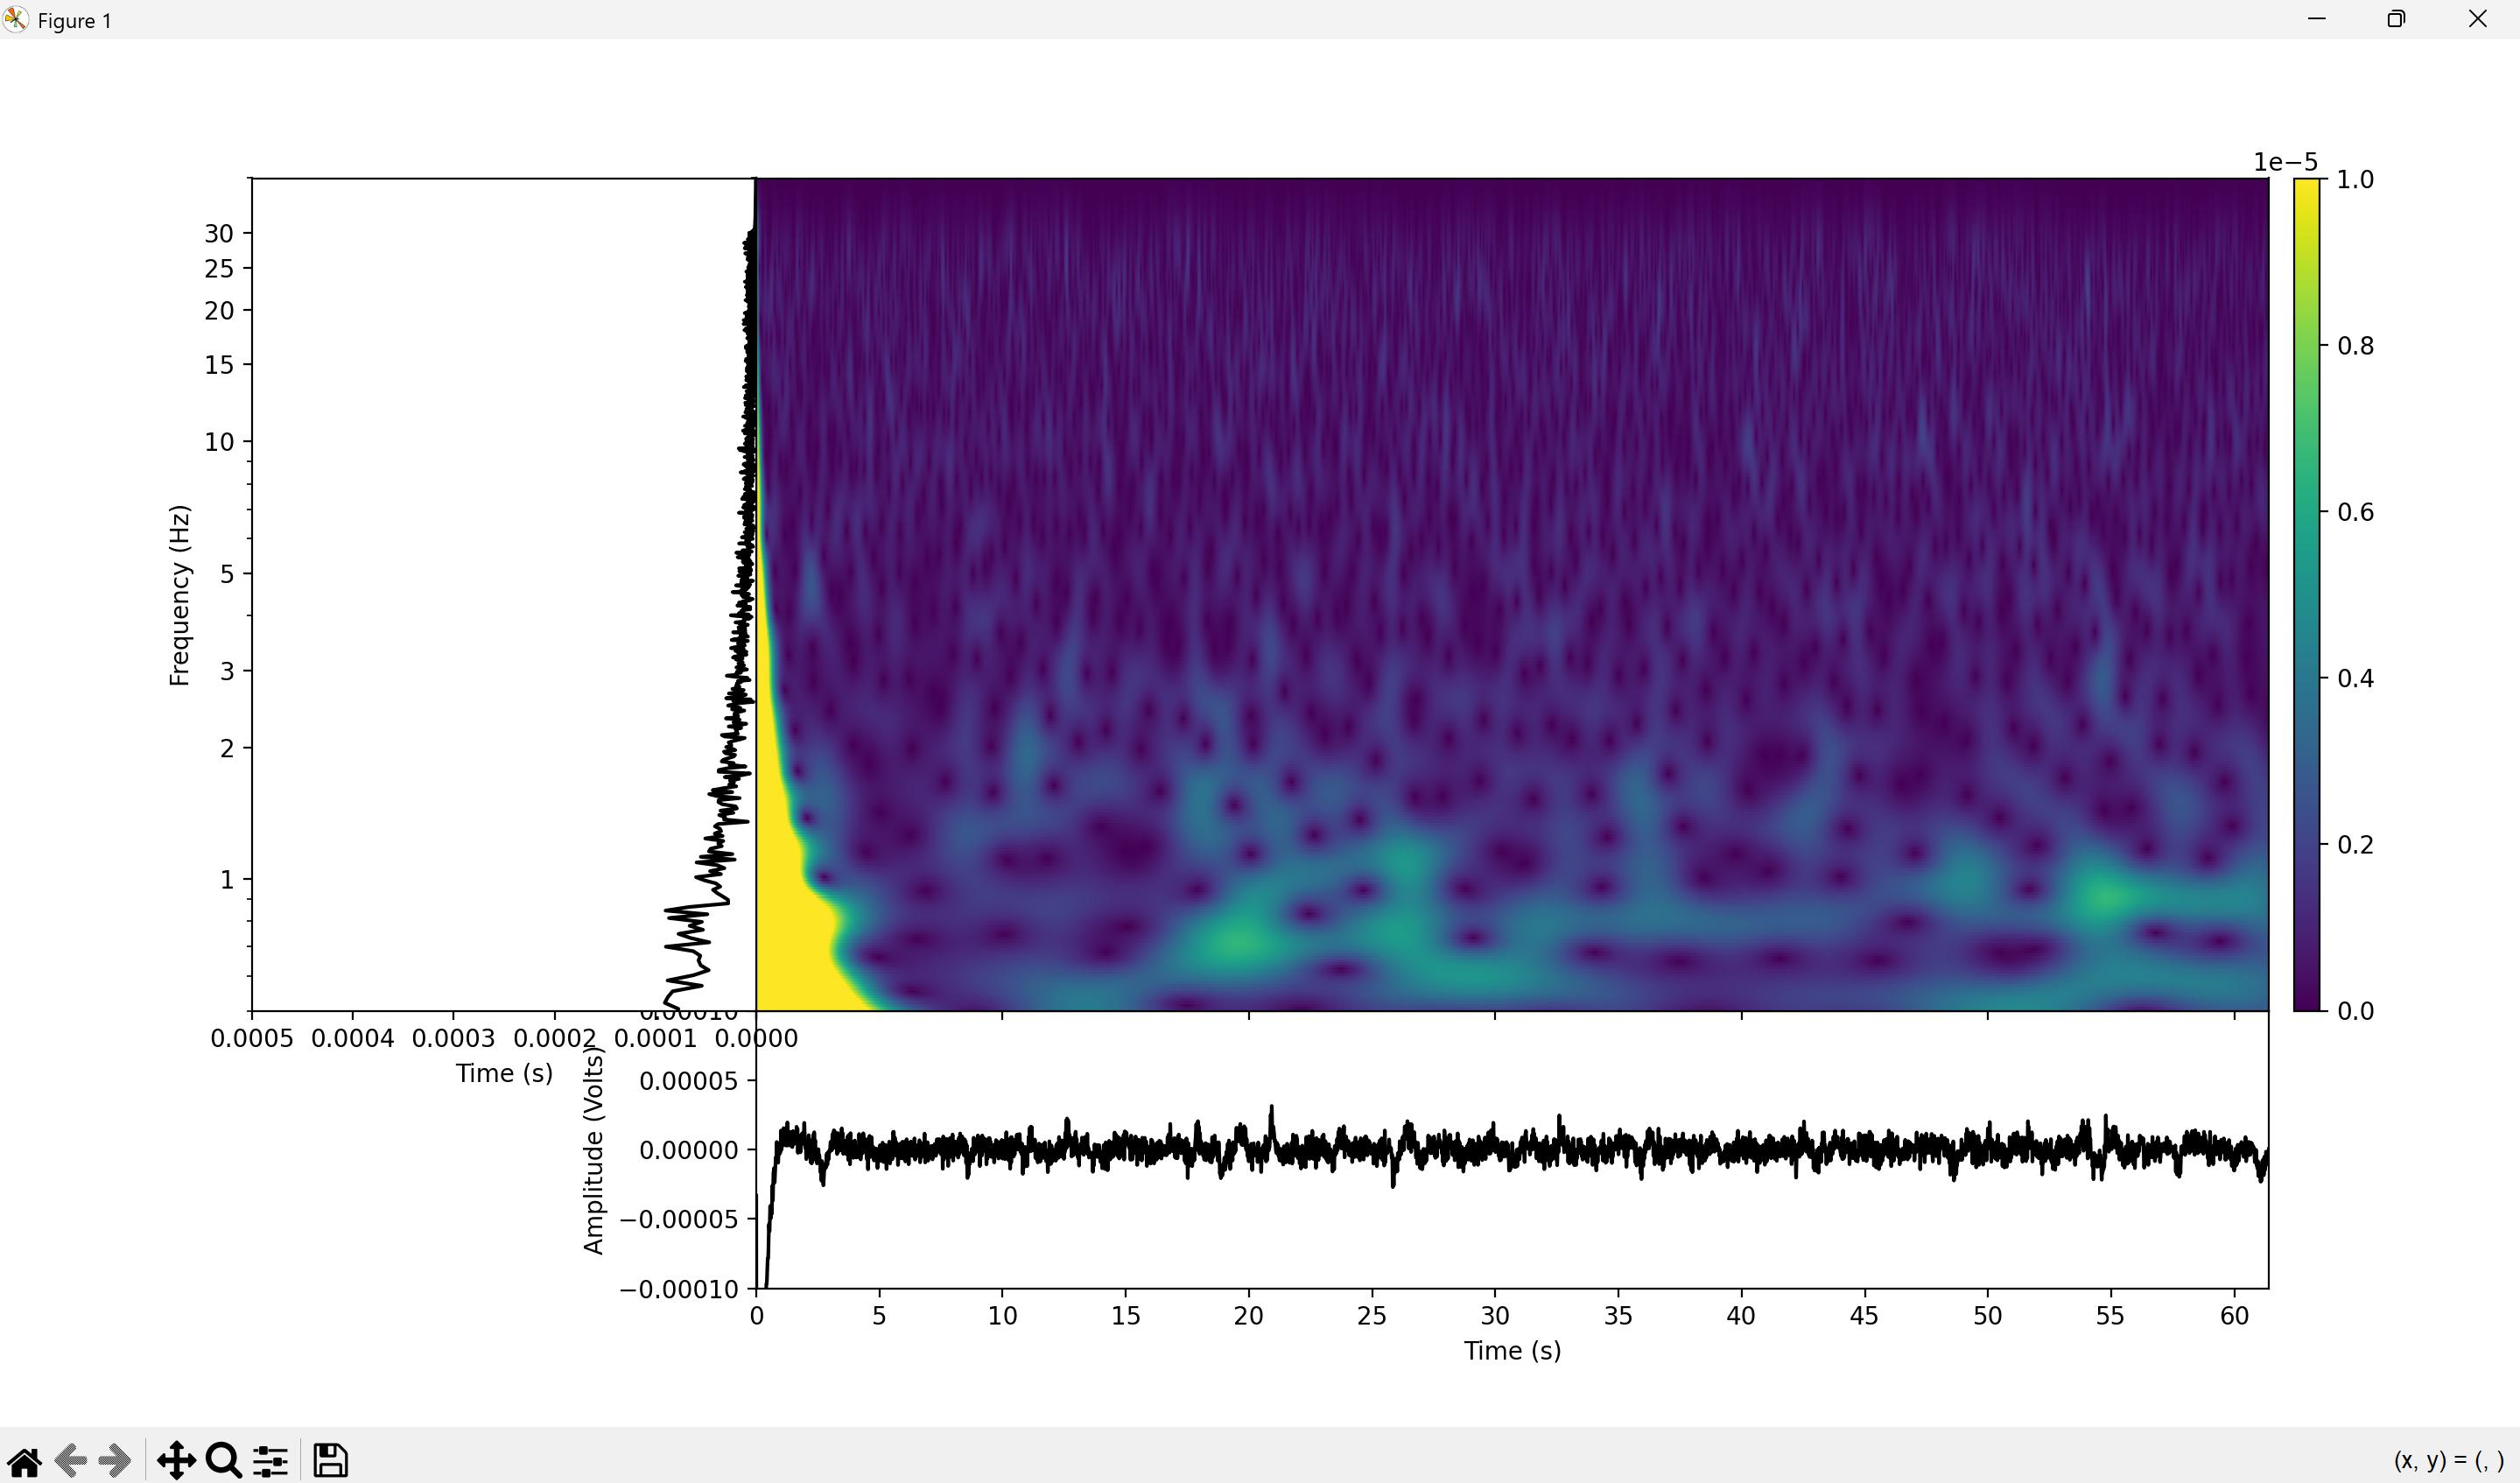 Figure 1
1e−5
1.0
0.8
0.6
0.4
0.2
0.0
30
25
20
15
10
5
3
2
1
Frequency (Hz)
0.0005 0.0004 0.0003 0.0002 0.0001 0.0000
Time (s)
0.00010
0.00005
0.00000
−0.00005
−0.00010
Amplitude (Volts)
0 5 10 15 20 25 30 35 40 45 50 55 60
Time (s)
(x, y) = (, )